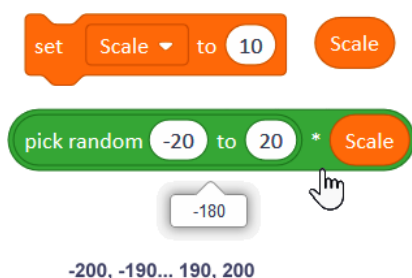 set Scale to 10 Scale
pick random -20 to 20 * Scale
-180
-200, -190... 190, 200